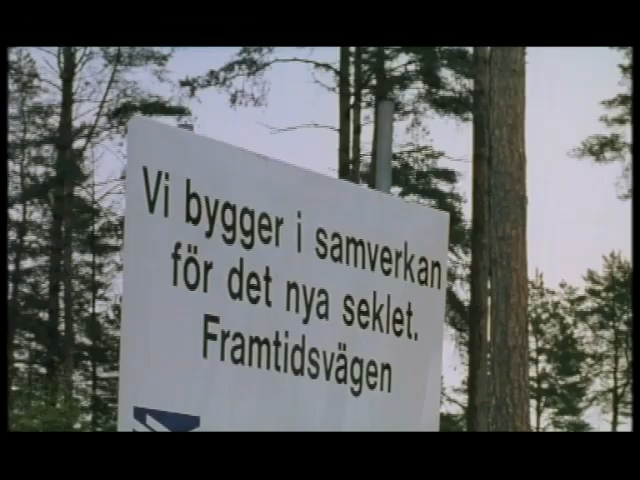 Vi bygger i samverkan
för det nya seklet.
Framtidsvägen